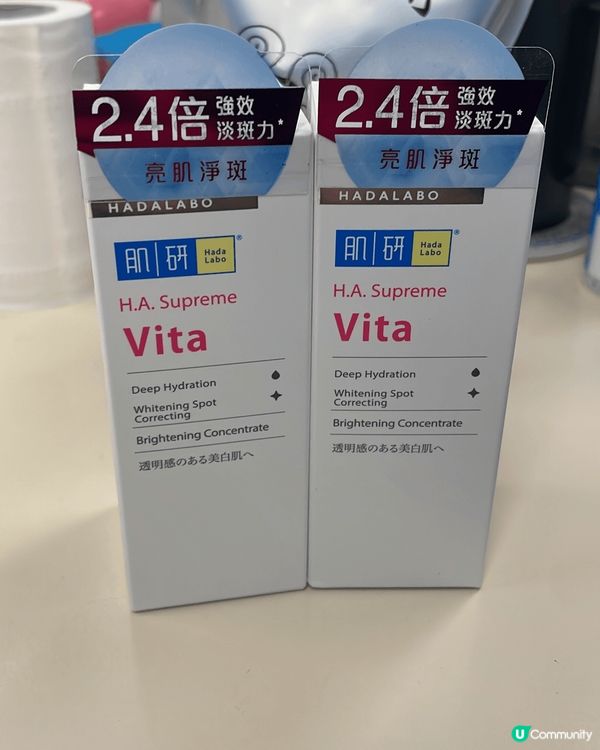 2.4倍 強效
淡斑力*
亮肌淨斑
HADALABO
肌研 Hada
Labo ®
H.A. Supreme
Vita
Deep Hydration
Whitening Spot
Correcting
Brightening Concentrate
透明感のある美白肌へ
2.4倍 強效
淡斑力*
亮肌淨斑
HADALABO
肌研 Hada
Labo ®
H.A. Supreme
Vita
Deep Hydration
Whitening Spot
Correcting
Brightening Concentrate
透明感のある美白肌へ
U Community